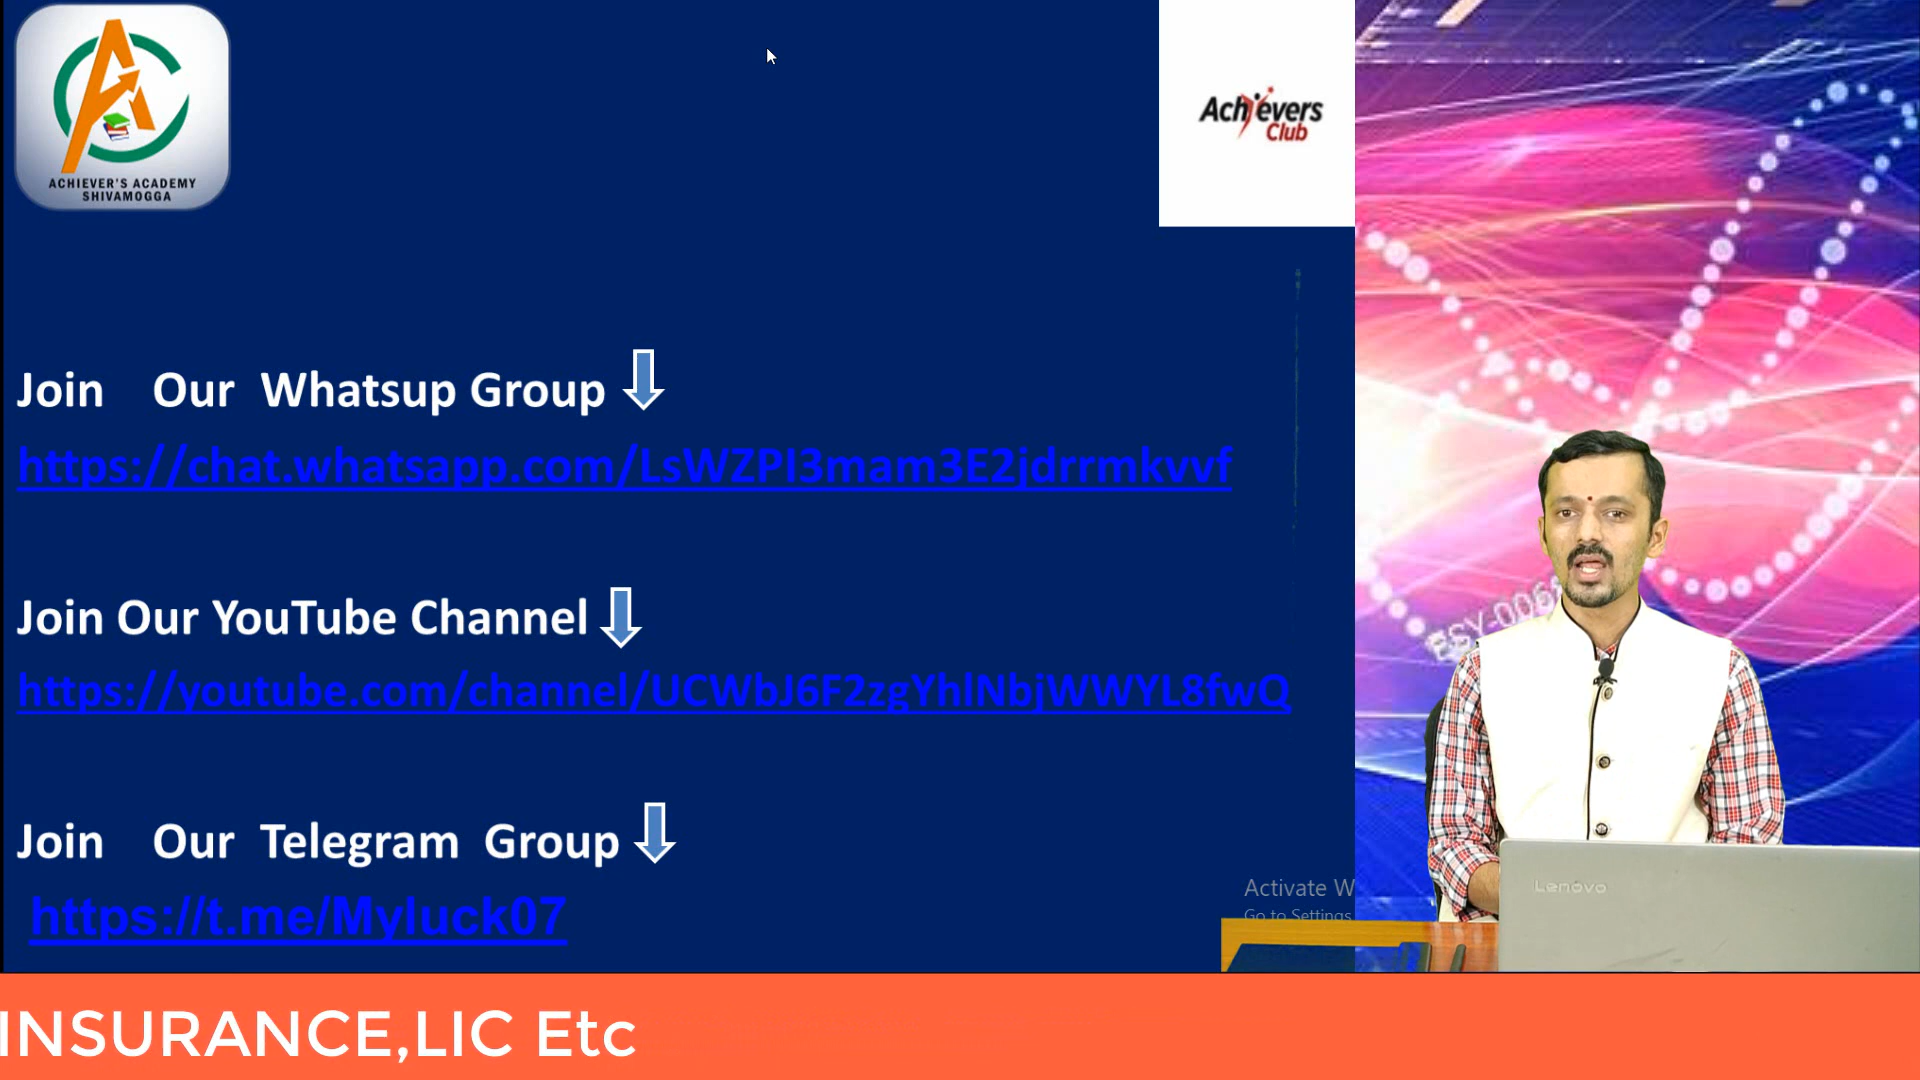 ACHIEVER'S ACADEMY
SHIVAMOGGA
Achievers
Club
Join Our Whatsup Group
https://chat.whatsapp.com/LsWZPI3mam3E2jdrrmkvvf
Join Our YouTube Channel
https://youtube.com/channel/UCWbJ6F2zgYhlNbjWWYL8fwQ
Join Our Telegram Group
https://t.me/Myluck07
Activate W
Go to Settings
Lenovo
INSURANCE,LIC Etc